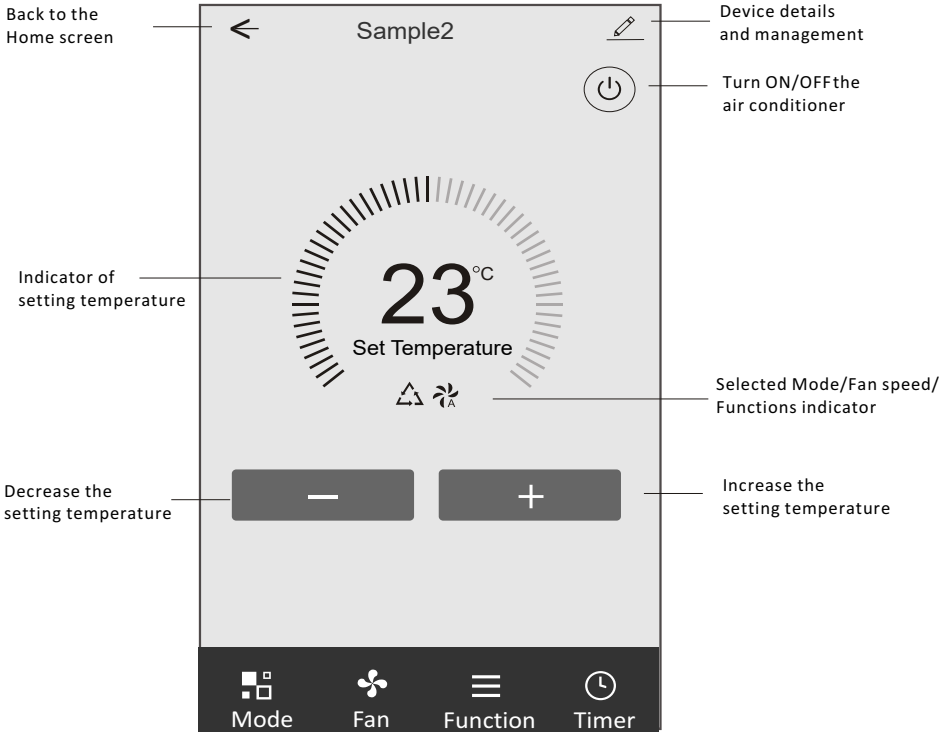 Back to the
Home screen
Sample2
Device details
and management
Turn ON/OFF the
air conditioner
Indicator of
setting temperature
23°C
Set Temperature
A
Selected Mode/Fan speed/
Functions indicator
Decrease the
setting temperature
Increase the
setting temperature
Mode
Fan
Function
Timer